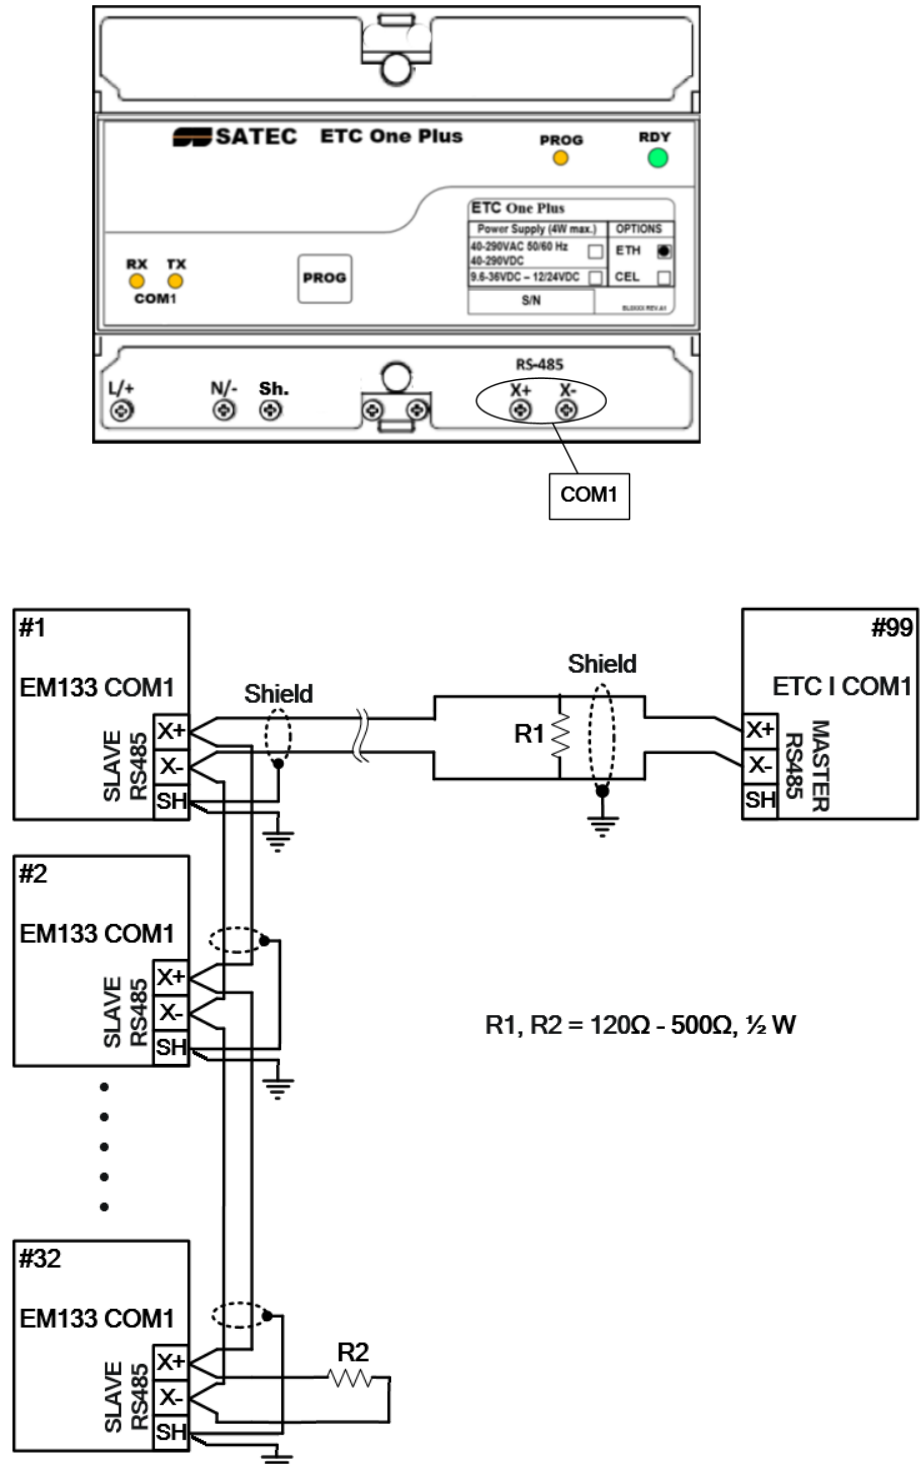 SATEC ETC One Plus
PROG
RDY
ETC One Plus
Power Supply (4W max.) OPTIONS
40-290VAC 50/60 Hz
40-290VDC
ETH
9.6-36VDC – 12/24VDC CEL
S/N
RX TX
COM1
PROG
RS-485
L/+ N/- Sh. X+ X-
COM1
#1
EM133 COM1
SLAVE
RS485
X+
X-
SH
Shield
R1
Shield
#99
ETC I COM1
X+
X-
SH
MASTER
RS485
#2
EM133 COM1
SLAVE
RS485
X+
X-
SH
R1, R2 = 120Ω - 500Ω, ½ W
#32
EM133 COM1
SLAVE
RS485
X+
X-
SH
R2